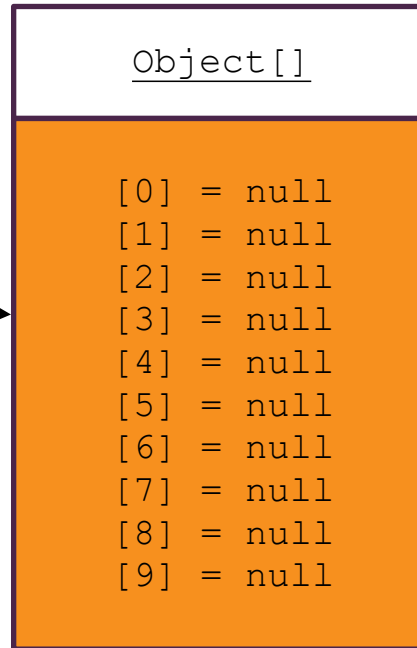 Object[]
[0] = null
[1] = null
[2] = null
[3] = null
[4] = null
[5] = null
[6] = null
[7] = null
[8] = null
[9] = null